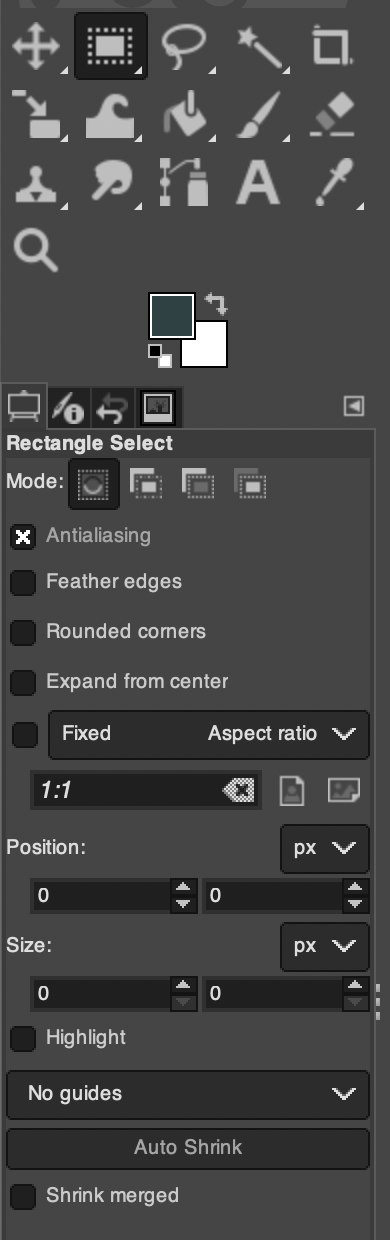 A
Rectangle Select
Mode:
Antialiasing
Feather edges
Rounded corners
Expand from center
Fixed Aspect ratio
1:1
Position: px
0 0
Size: px
0 0
Highlight
No guides
Auto Shrink
Shrink merged